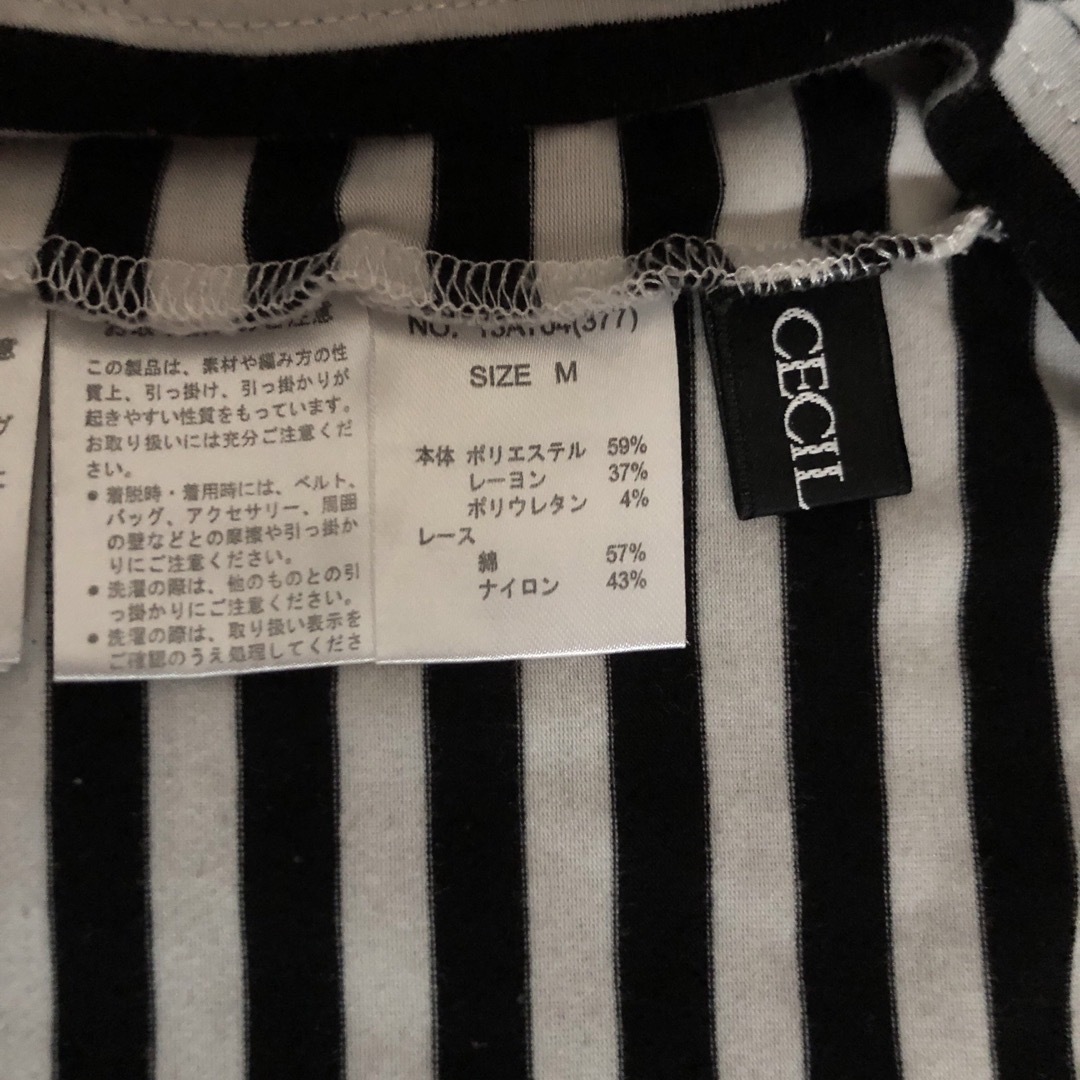 この製品は、素材や編み方の性
質上、引っ掛け、引っ掛かりが
起きやすい性質をもっています。
お取り扱いには充分ご注意くだ
さい。
● 着脱時・着用時には、ベルト、
バッグ、アクセサリー、周囲
の壁などとの摩擦や引っ掛か
りにご注意ください。
● 洗濯の際は、他のものとの引
っ掛かりにご注意ください。
● 洗濯の際は、取り扱い表示を
ご確認のうえ処理してくださ
NO.
SIZE M
本体 ポリエステル 59%
レーヨン 37%
ポリウレタン 4%
レース
綿 57%
ナイロン 43%
CECIL